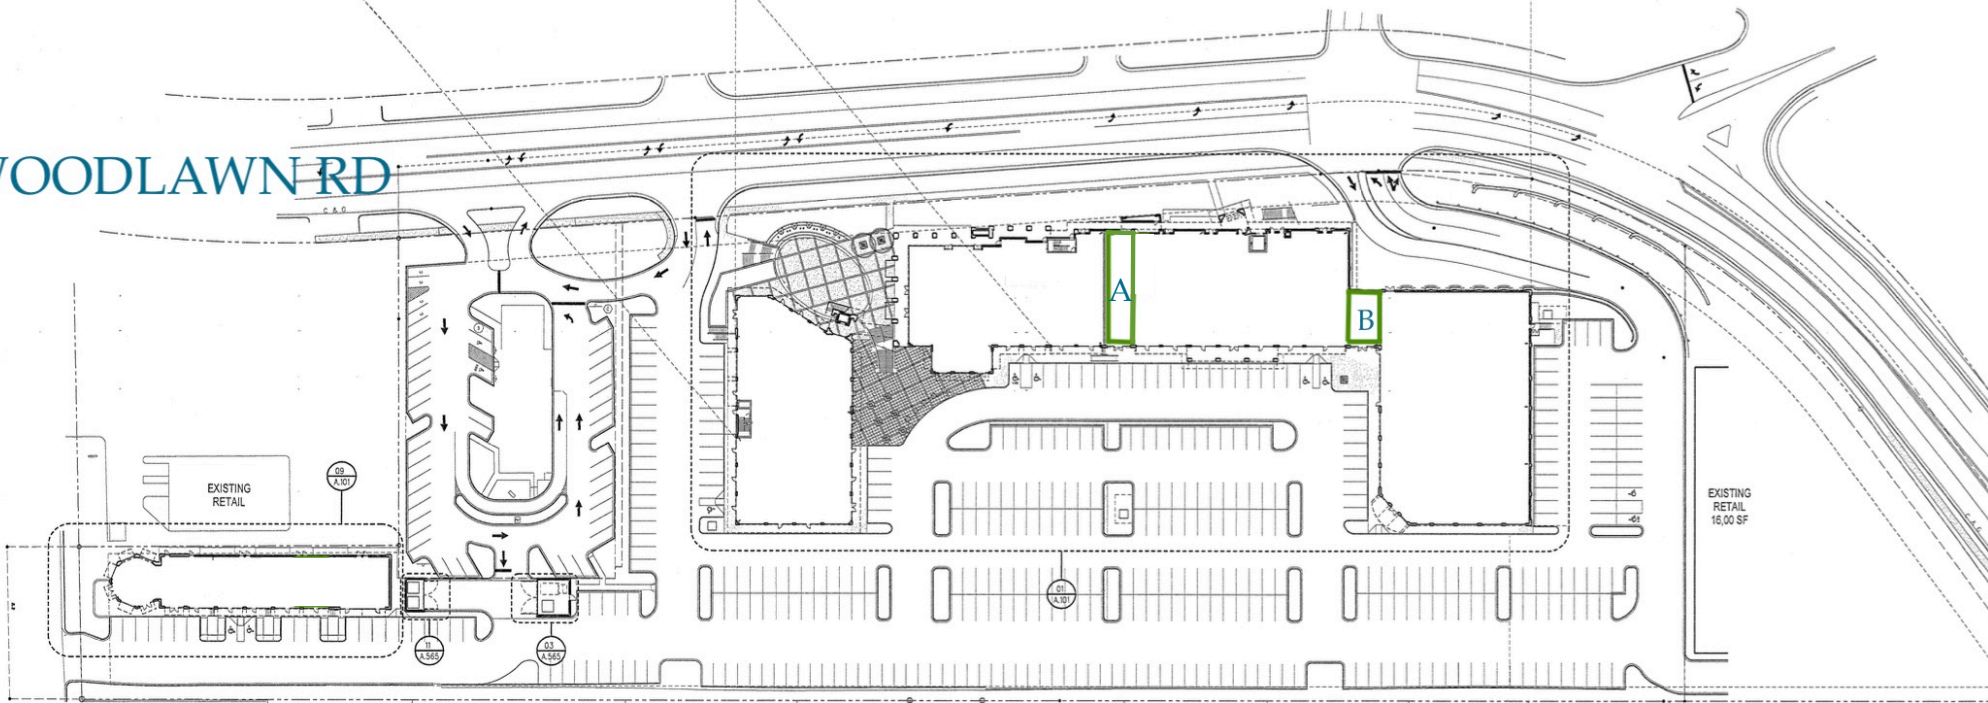 WOODLAWN RD
C & G
A
B
EXISTING
RETAIL
09
A.101
EXISTING
RETAIL
16,00 SF
01
A.101
11
A.565
03
A.565